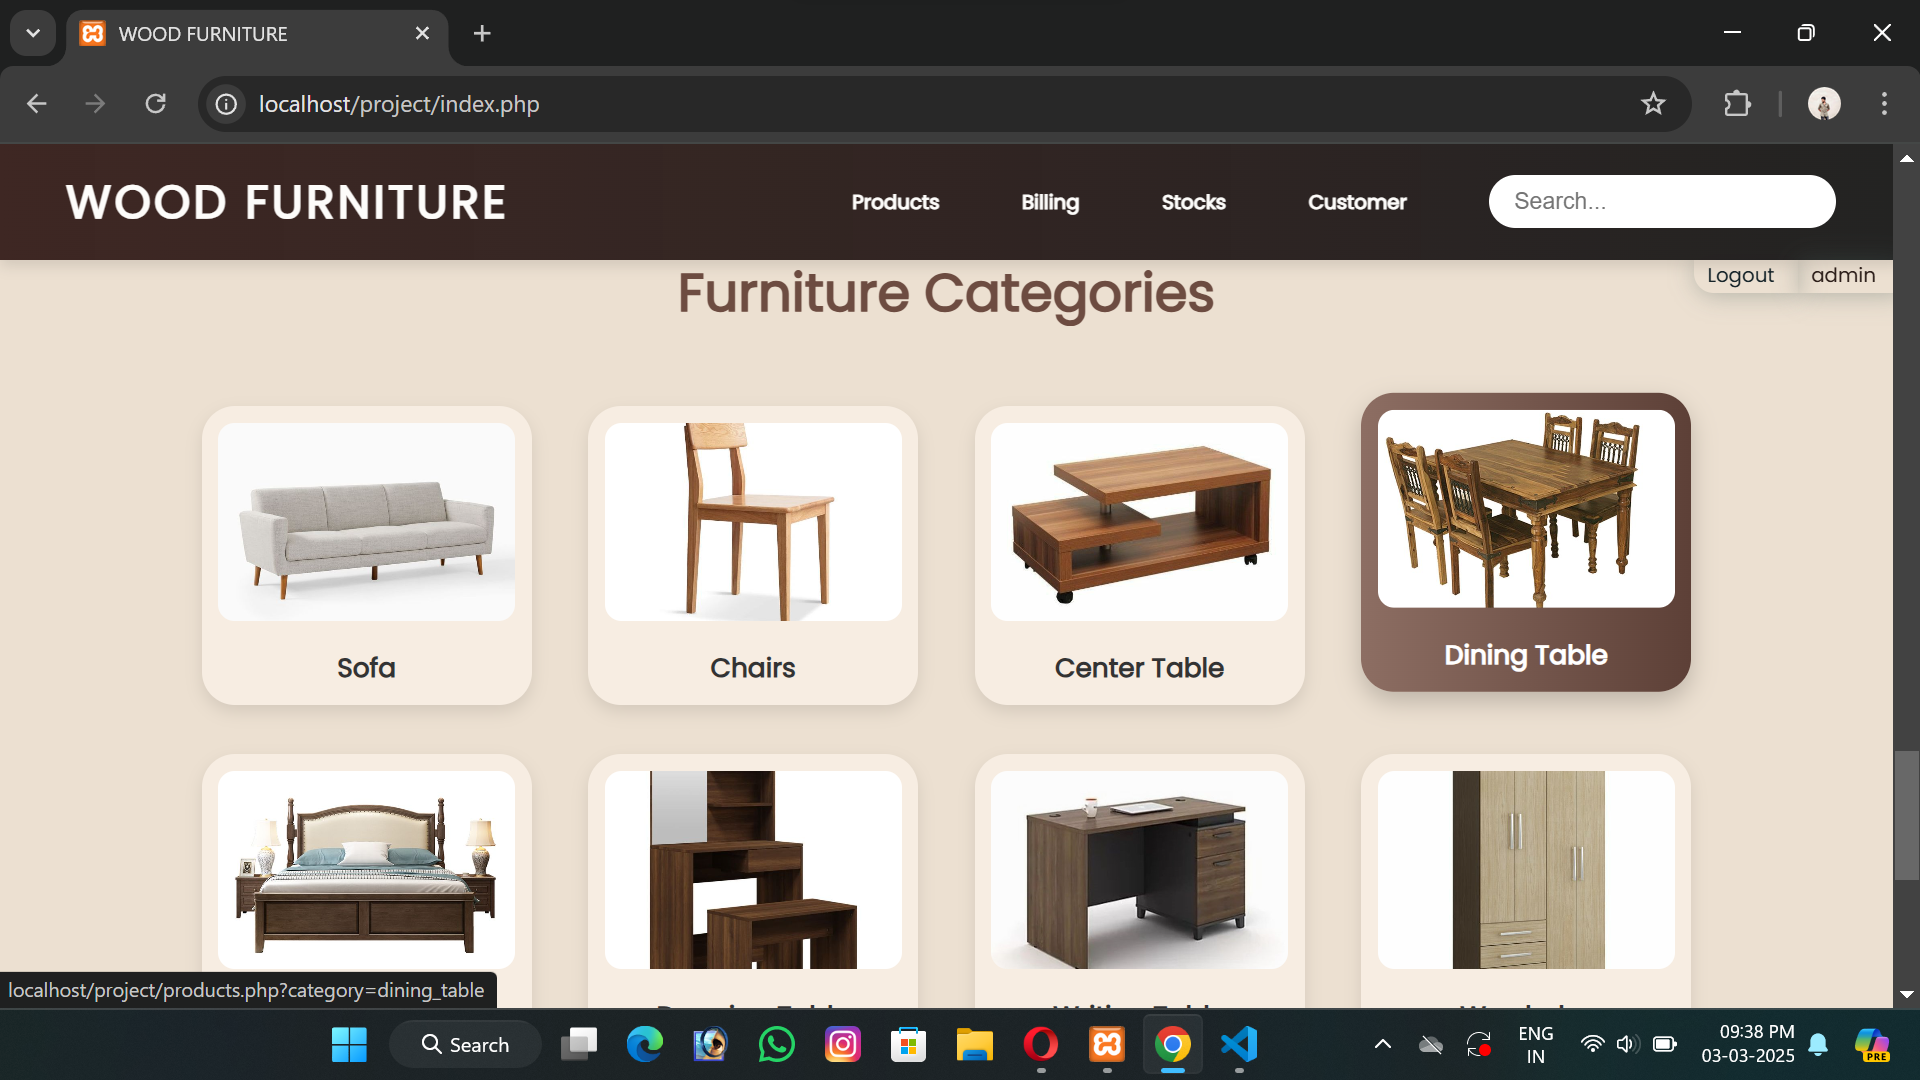 WOOD FURNITURE
localhost/project/index.php
WOOD FURNITURE
Products
Billing
Stocks
Customer
Search...
Logout
admin
Furniture Categories
Sofa
Chairs
Center Table
Dining Table
localhost/project/products.php?category=dining_table
Search
PRE
ENG
IN
09:38 PM
03-03-2025